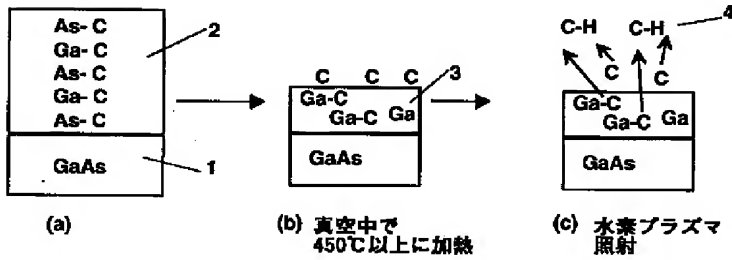 As- C
Ga- C
As- C
Ga- C
As- C
2
GaAs
1
(a)
C C C
3
Ga-C
Ga-C Ga
GaAs
(b) 真空中で
450℃以上に加熱
C-H C-H
4
C C
Ga-C
Ga-C Ga
GaAs
(c) 水素プラズマ
照射